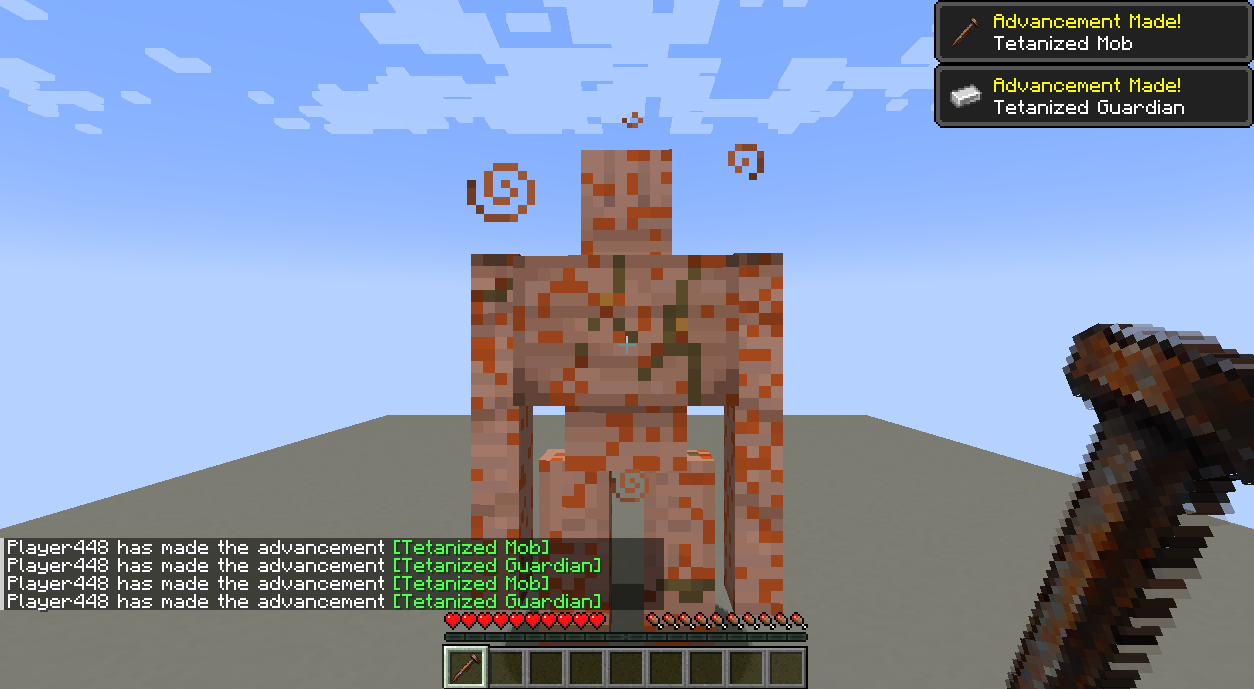 Advancement Made!
Tetanized Mob
Advancement Made!
Tetanized Guardian
Player448 has made the advancement [Tetanized Mob]
Player448 has made the advancement [Tetanized Guardian]
Player448 has made the advancement [Tetanized Mob]
Player448 has made the advancement [Tetanized Guardian]